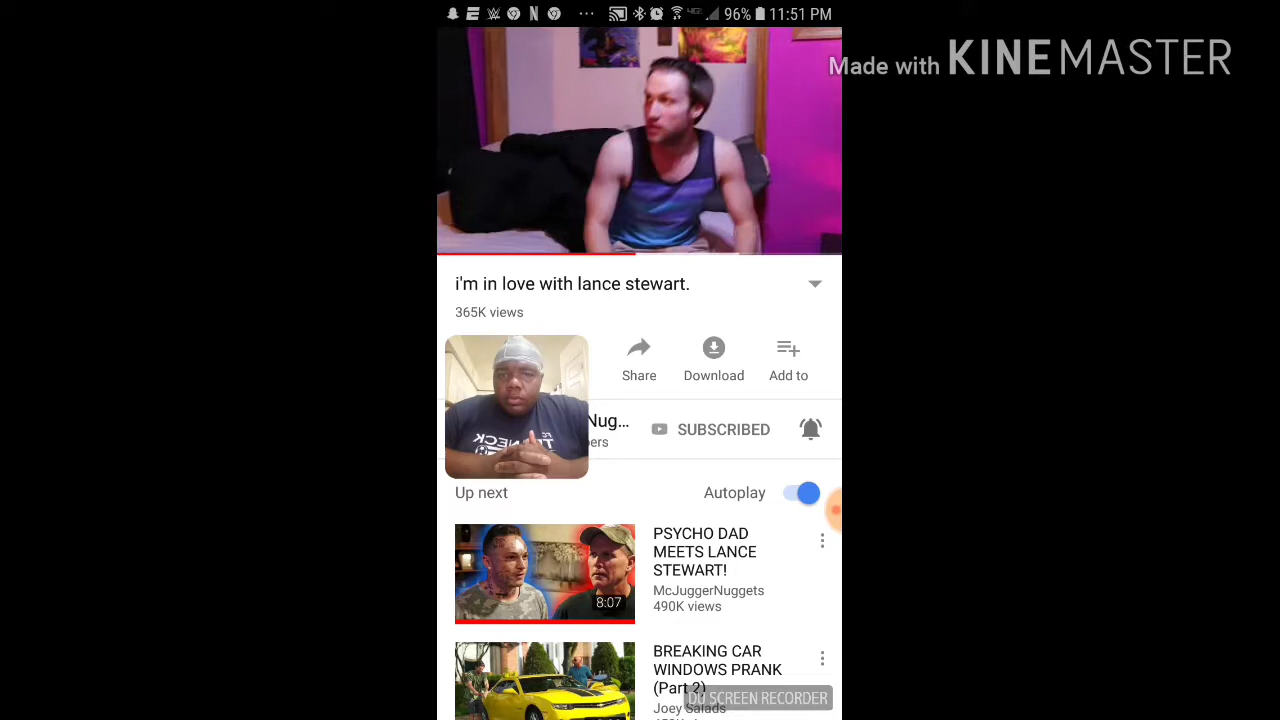 96% 11:51 PM
Made with KINEMASTER
i'm in love with lance stewart.
365K views
Share
Download
Add to
Nug...
SUBSCRIBED
bers
Up next
Autoplay
PSYCHO DAD
MEETS LANCE
STEWART!
McJuggerNuggets
490K views
8:07
BREAKING CAR
WINDOWS PRANK
(Part 2)
DU SCREEN RECORDER
Joey Salads